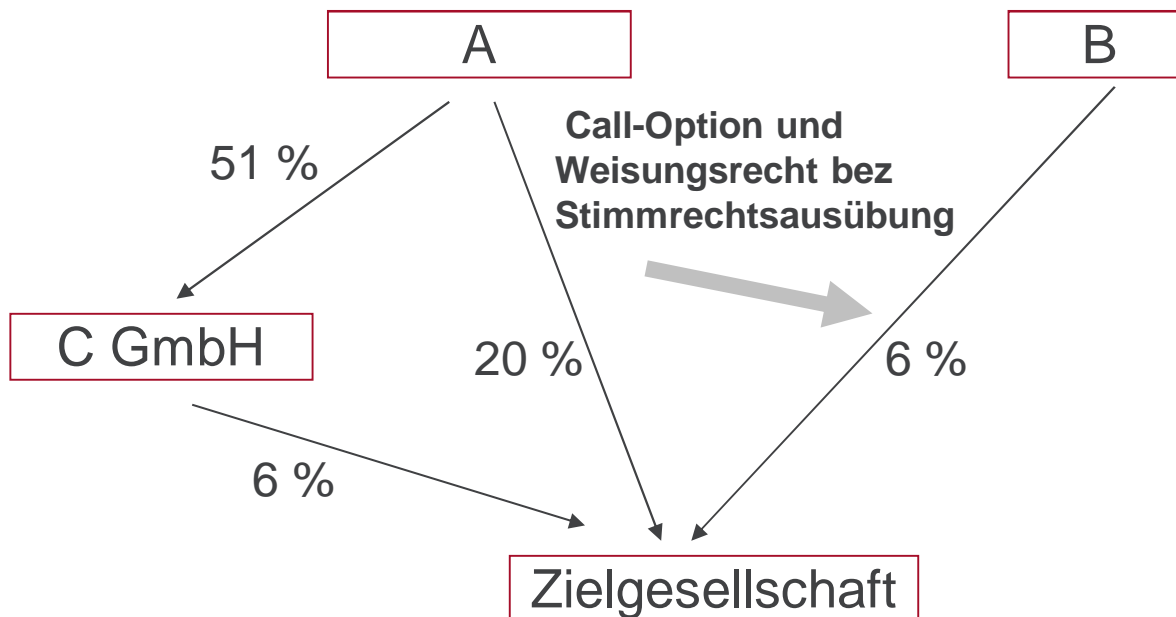 A
B
Call-Option und
Weisungsrecht bez
Stimmrechtsausübung
51 %
C GmbH
20 %
6 %
6 %
Zielgesellschaft